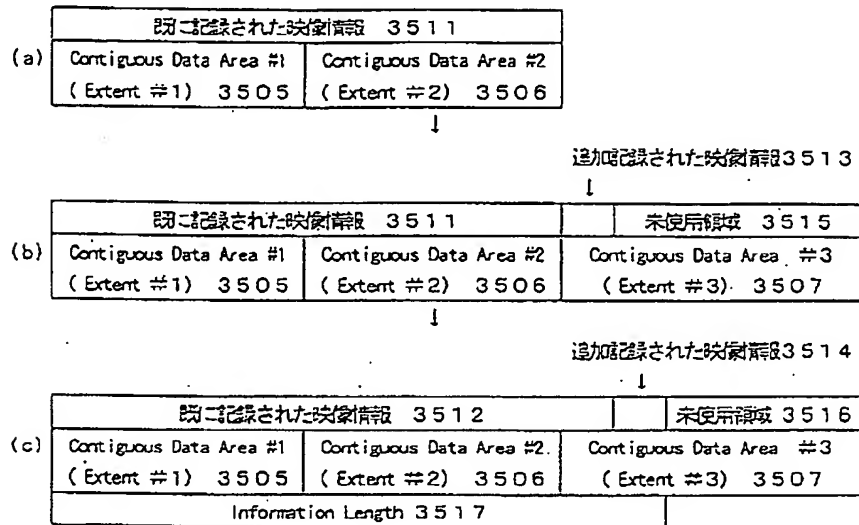 既に記録された映像情報 3511
(a) Contiguous Data Area #1 Contiguous Data Area #2
(Extent #1) 3505 (Extent #2) 3506
↓
追加記録された映像情報3513
↓
既に記録された映像情報 3511 未使用領域 3515
(b) Contiguous Data Area #1 Contiguous Data Area #2 Contiguous Data Area #3
(Extent #1) 3505 (Extent #2) 3506 (Extent #3) 3507
↓
追加記録された映像情報3514
↓
既に記録された映像情報 3512 未使用領域 3516
(c) Contiguous Data Area #1 Contiguous Data Area #2 Contiguous Data Area #3
(Extent #1) 3505 (Extent #2) 3506 (Extent #3) 3507
Information Length 3517